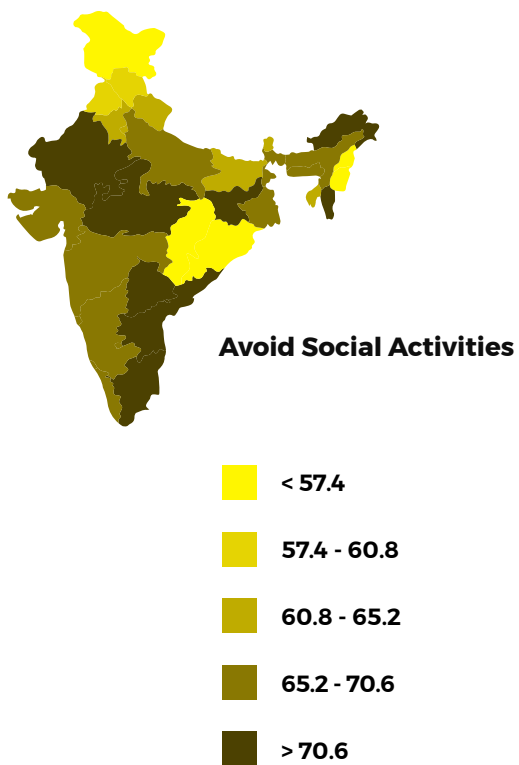 Avoid Social Activities
< 57.4
57.4 - 60.8
60.8 - 65.2
65.2 - 70.6
> 70.6